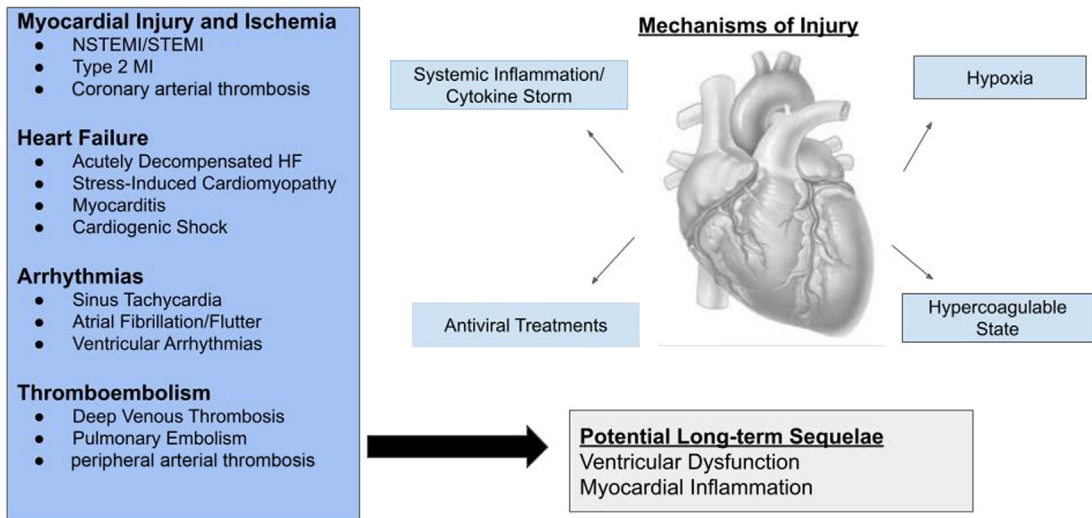 Myocardial Injury and Ischemia
● NSTEMI/STEMI
● Type 2 MI
● Coronary arterial thrombosis
Heart Failure
● Acutely Decompensated HF
● Stress-Induced Cardiomyopathy
● Myocarditis
● Cardiogenic Shock
Arrhythmias
● Sinus Tachycardia
● Atrial Fibrillation/Flutter
● Ventricular Arrhythmias
Thromboembolism
● Deep Venous Thrombosis
● Pulmonary Embolism
● peripheral arterial thrombosis
Mechanisms of Injury
Systemic Inflammation/
Cytokine Storm
Hypoxia
Antiviral Treatments
Hypercoagulable
State
Potential Long-term Sequelae
Ventricular Dysfunction
Myocardial Inflammation